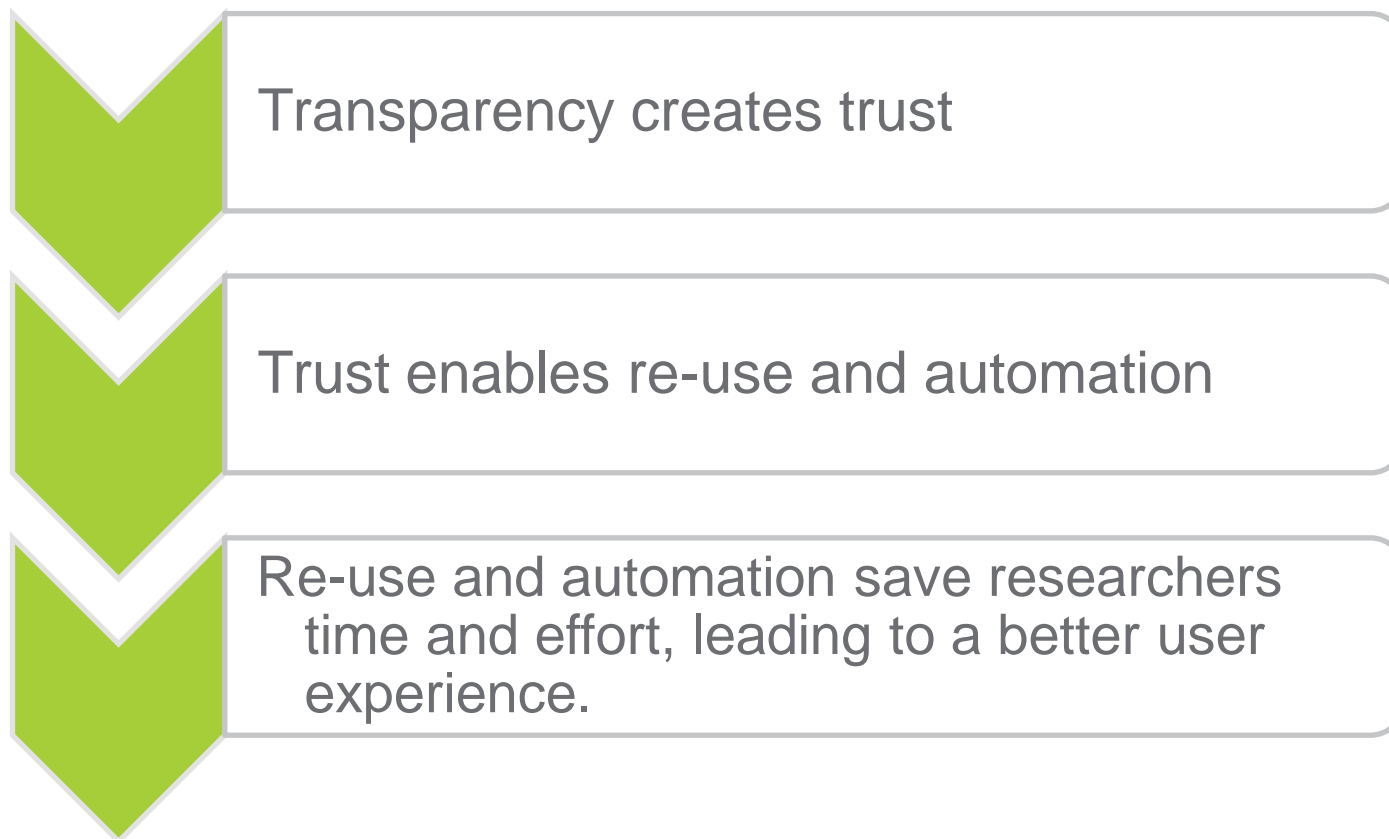 Transparency creates trust
Trust enables re-use and automation
Re-use and automation save researchers
time and effort, leading to a better user
experience.